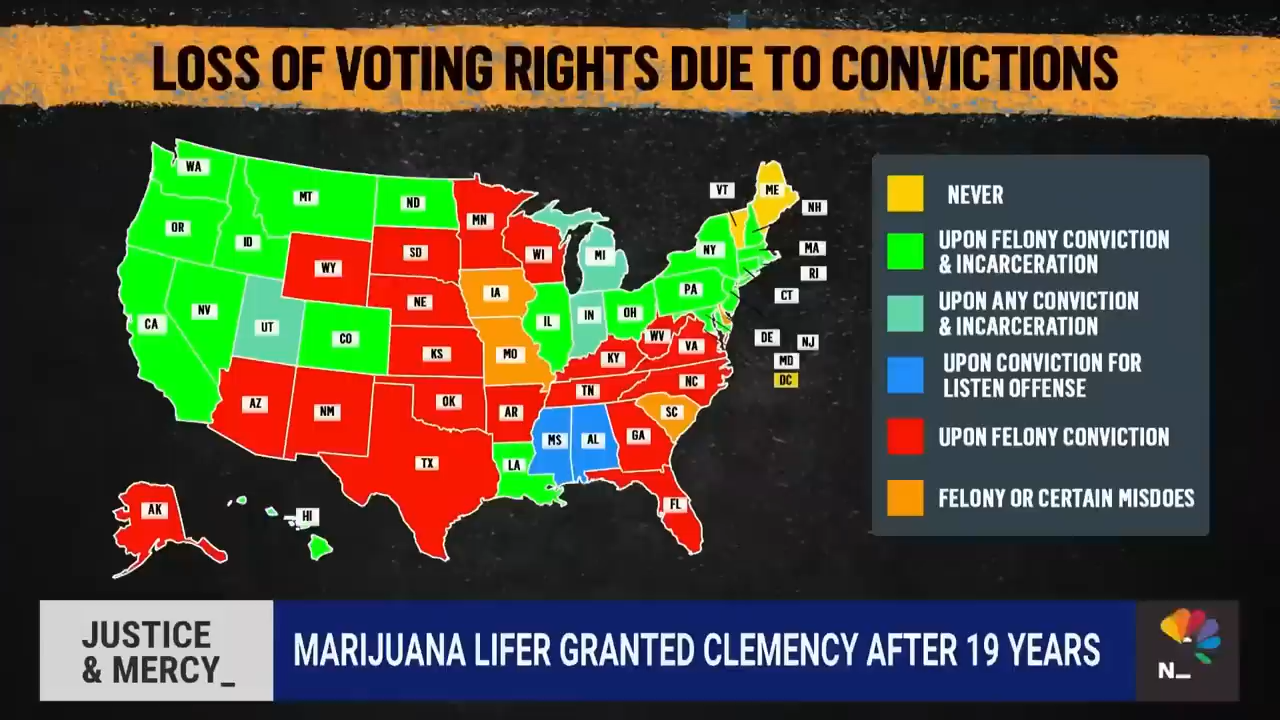 LOSS OF VOTING RIGHTS DUE TO CONVICTIONS
WA
MT
ND
MN
VT
ME
NH
OR
ID
SD
WI
MI
NY
MA
WY
RI
NE
IA
PA
CT
CA
NV
UT
CO
IL
IN
OH
DE
NJ
KS
MO
KY
WV
VA
MD
DC
AZ
NM
OK
AR
TN
NC
SC
TX
LA
MS
AL
GA
FL
AK
HI
NEVER
UPON FELONY CONVICTION
& INCARCERATION
UPON ANY CONVICTION
& INCARCERATION
UPON CONVICTION FOR
LISTEN OFFENSE
UPON FELONY CONVICTION
FELONY OR CERTAIN MISDOES
JUSTICE
& MERCY_
MARIJUANA LIFER GRANTED CLEMENCY AFTER 19 YEARS
N_